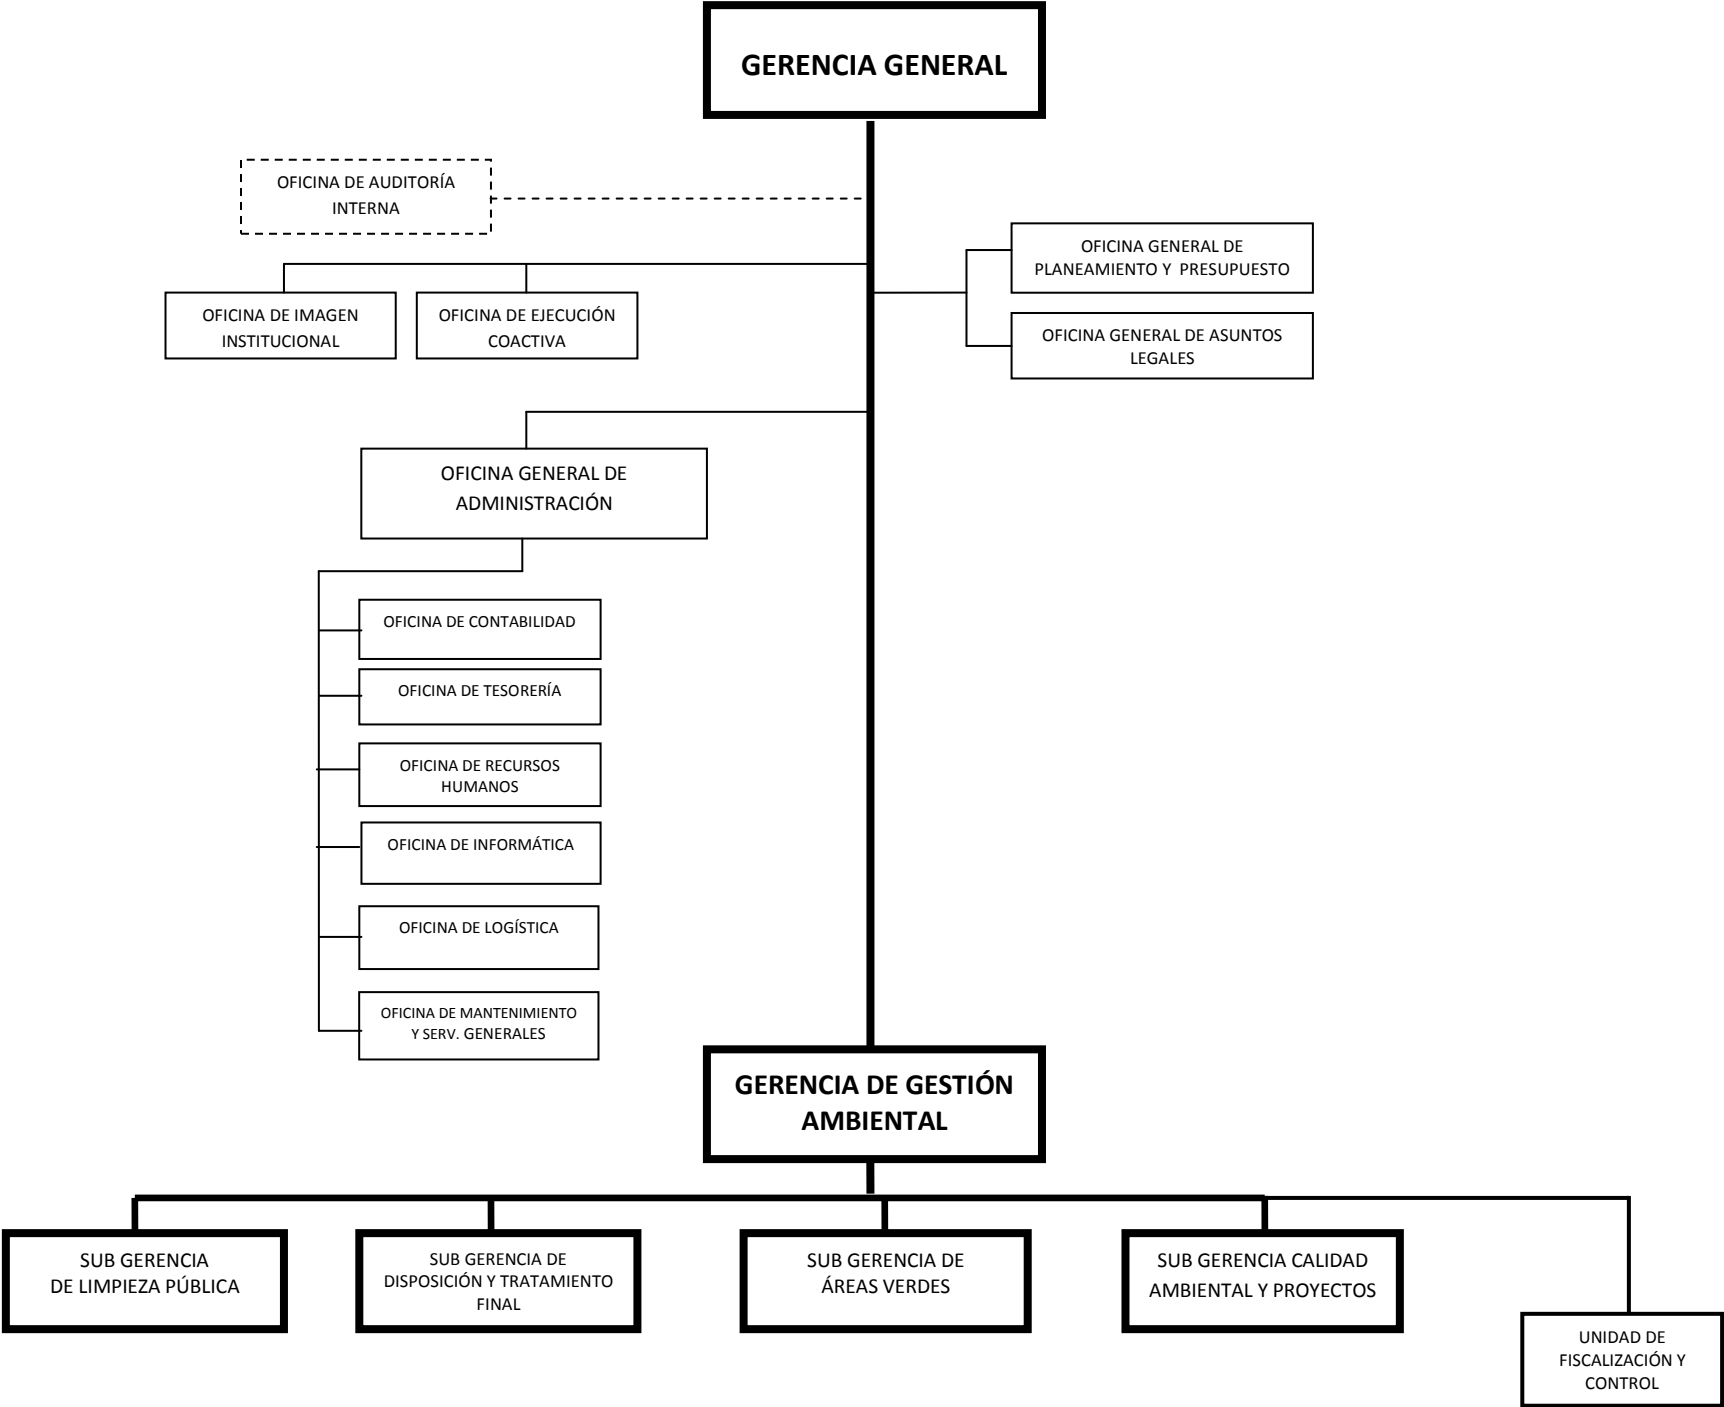 GERENCIA GENERAL
OFICINA DE AUDITORÍA
INTERNA
OFICINA GENERAL DE
PLANEAMIENTO Y PRESUPUESTO
OFICINA DE IMAGEN
INSTITUCIONAL
OFICINA DE EJECUCIÓN
COACTIVA
OFICINA GENERAL DE ASUNTOS
LEGALES
OFICINA GENERAL DE
ADMINISTRACIÓN
OFICINA DE CONTABILIDAD
OFICINA DE TESORERÍA
OFICINA DE RECURSOS
HUMANOS
OFICINA DE INFORMÁTICA
OFICINA DE LOGÍSTICA
OFICINA DE MANTENIMIENTO
Y SERV. GENERALES
GERENCIA DE GESTIÓN
AMBIENTAL
SUB GERENCIA
DE LIMPIEZA PÚBLICA
SUB GERENCIA DE
DISPOSICIÓN Y TRATAMIENTO
FINAL
SUB GERENCIA DE
ÁREAS VERDES
SUB GERENCIA CALIDAD
AMBIENTAL Y PROYECTOS
UNIDAD DE
FISCALIZACIÓN Y
CONTROL